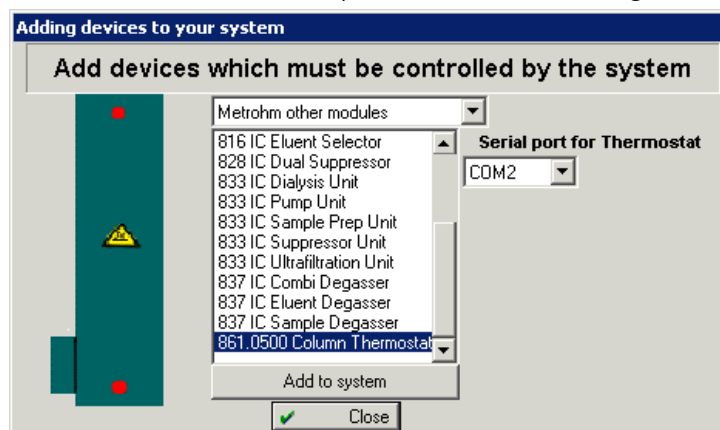 Adding devices to your system
Add devices which must be controlled by the system
Metrohm other modules
Serial port for Thermostat
COM2
816 IC Eluent Selector
828 IC Dual Suppressor
833 IC Dialysis Unit
833 IC Pump Unit
833 IC Sample Prep Unit
833 IC Suppressor Unit
833 IC Ultrafiltration Unit
837 IC Combi Degasser
837 IC Eluent Degasser
837 IC Sample Degasser
861.0500 Column Thermostat
Add to system
Close